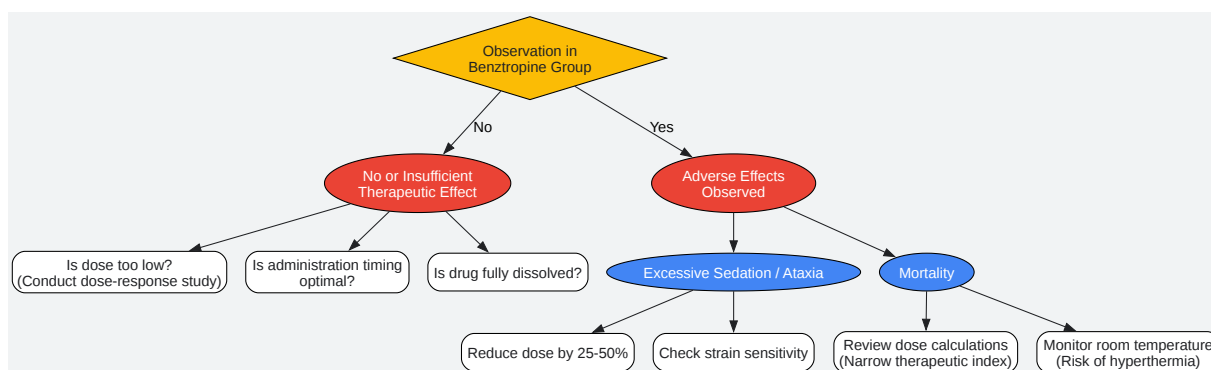 Observation in
Benztropine Group
No
Yes
No or Insufficient
Therapeutic Effect
Adverse Effects
Observed
Is dose too low?
(Conduct dose-response study)
Is administration timing
optimal?
Is drug fully dissolved?
Excessive Sedation / Ataxia
Mortality
Reduce dose by 25-50%
Check strain sensitivity
Review dose calculations
(Narrow therapeutic index)
Monitor room temperature
(Risk of hyperthermia)